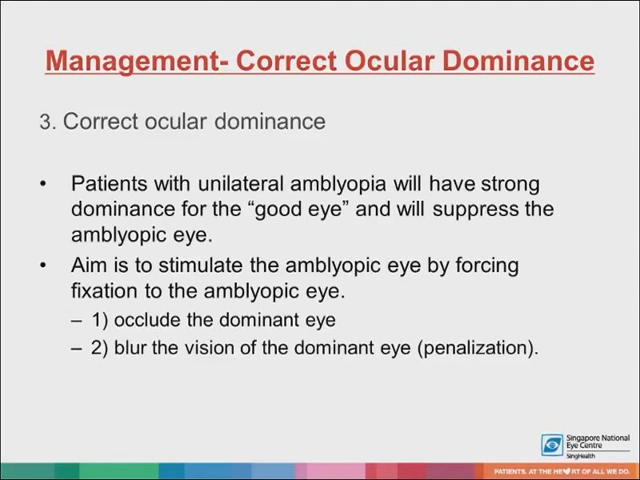 Management- Correct Ocular Dominance
3. Correct ocular dominance
• Patients with unilateral amblyopia will have strong
dominance for the “good eye” and will suppress the
amblyopic eye.
• Aim is to stimulate the amblyopic eye by forcing
fixation to the amblyopic eye.
– 1) occlude the dominant eye
– 2) blur the vision of the dominant eye (penalization).
Singapore National
Eye Centre
SingHealth
PATIENTS. AT THE HE♥RT OF ALL WE DO.